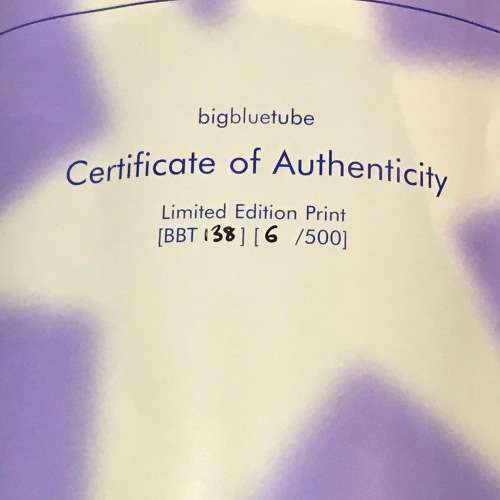 bigbluetube
Certificate of Authenticity
Limited Edition Print
[BBT 138] [6 /500]